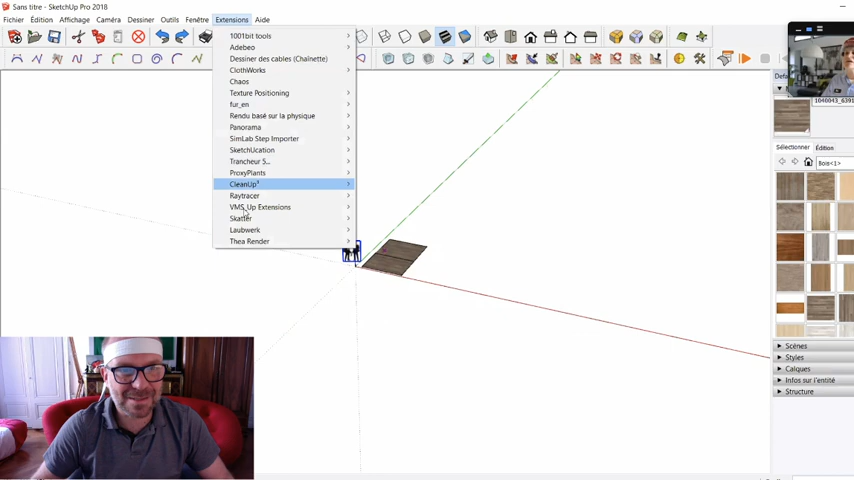 Sans titre - SketchUp Pro 2018
Fichier Édition Affichage Caméra Dessiner Outils Fenêtre Extensions Aide
1001bit tools
Adebeo
Dessiner des cables (Chaînette)
ClothWorks
Chaos
Texture Positioning
fur_en
Rendu basé sur la physique
Panorama
SimLab Step Importer
SketchUcation
Trancheur 5...
ProxyPlants
CleanUp³
Raytracer
VMS Up Extensions
Skatter
Laubwerk
Thea Render
Sélectionner Édition
Bois<1>
Scènes
Styles
Calques
Infos sur l'entité
Structure